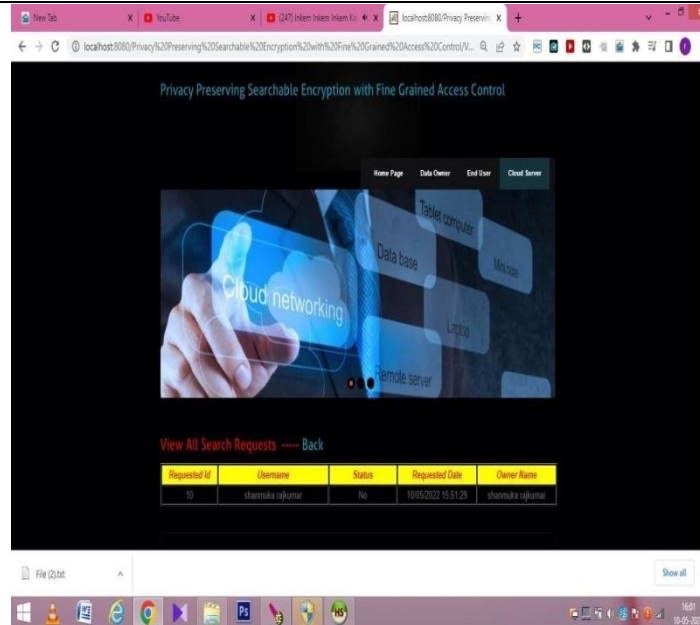 New Tab
YouTube
(247) Inkem Inkem Inkem Ka
localhost:8080/Privacy Preservin
localhost:8080/Privacy%20Preserving%20Searchable%20Encryption%20with%20Fine%20Grained%20Access%20Control/V...
Privacy Preserving Searchable Encryption with Fine Grained Access Control
Home Page Data Owner End User Cloud Server
Tablet computer
Data base
Mini note
Cloud networking
Laptop
Remote server
View All Search Requests ----- Back
Requested Id Username Status Requested Date Owner Name
10 shanmuka rajkumar No 10/05/2022 15:51:29 shanmuka rajkumar
File (2).txt
Show all
Ps
HS
16:01